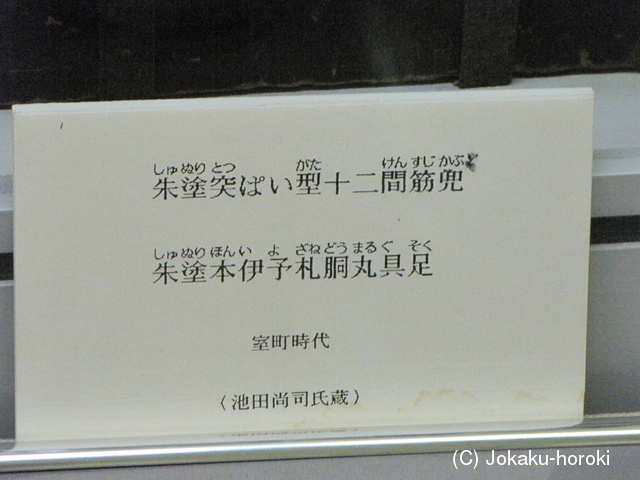 しゅぬりとつ がた けんすじかぶと
朱塗突ぱい型十二間筋兜
しゅぬりほんいよざねどうまるぐそく
朱塗本伊予札胴丸具足
室町時代
（池田尚司氏蔵）
(C) Jokaku-horoki